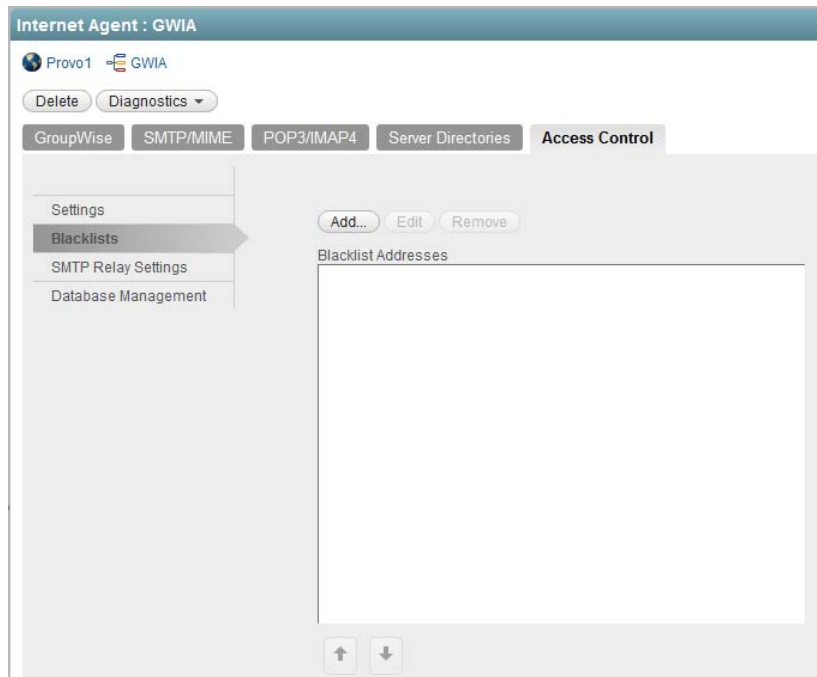 Internet Agent : GWIA
Provo1 GWIA
Delete Diagnostics
GroupWise SMTP/MIME POP3/IMAP4 Server Directories Access Control
Settings
Blacklists
SMTP Relay Settings
Database Management
Add... Edit Remove
Blacklist Addresses